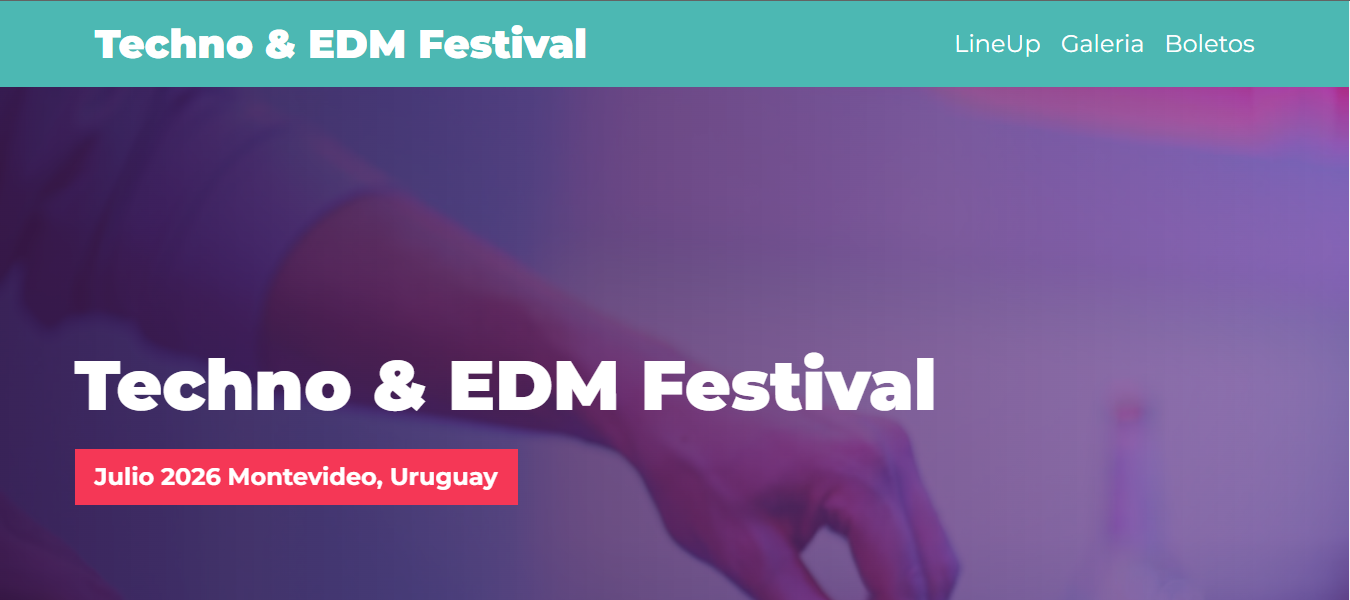 Techno & EDM Festival
LineUp Galeria Boletos
Techno & EDM Festival
Julio 2026 Montevideo, Uruguay